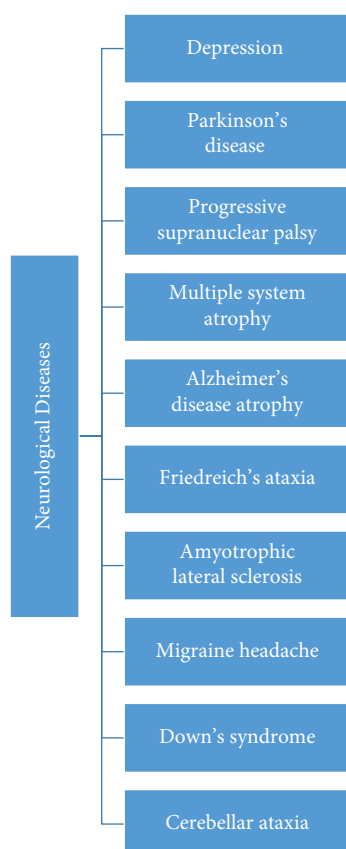 Neurological Diseases
Depression
Parkinson's
disease
Progressive
supranuclear palsy
Multiple system
atrophy
Alzheimer's
disease atrophy
Friedreich's ataxia
Amyotrophic
lateral sclerosis
Migraine headache
Down's syndrome
Cerebellar ataxia